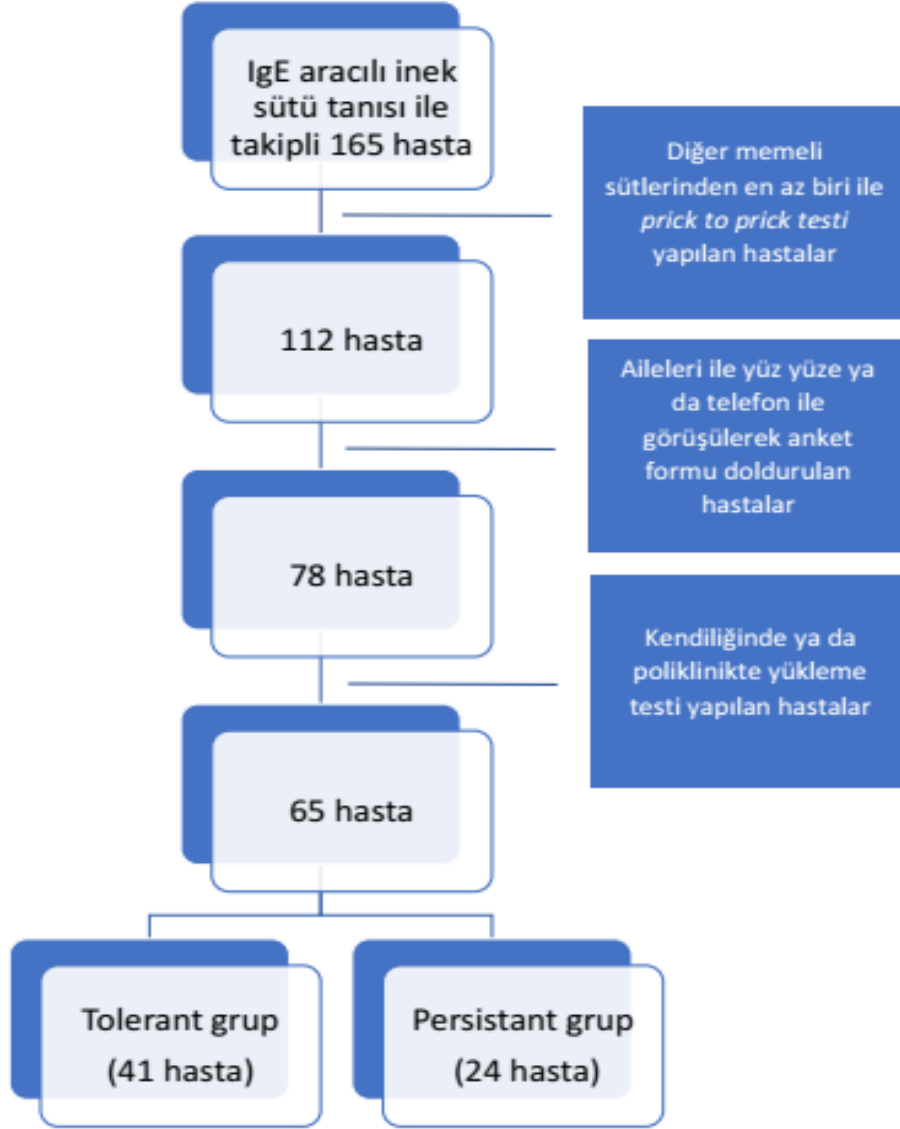 IgE aracılı inek
sütü tanısı ile
takipli 165 hasta
Diğer memeli
sütlerinden en az biri ile
prick to prick testi
yapılan hastalar
112 hasta
Aileleri ile yüz yüze ya
da telefon ile
görüşülerek anket
formu doldurulan
hastalar
78 hasta
Kendiliğinde ya da
poliklinikte yükleme
testi yapılan hastalar
65 hasta
Tolerant grup
(41 hasta)
Persistant grup
(24 hasta)